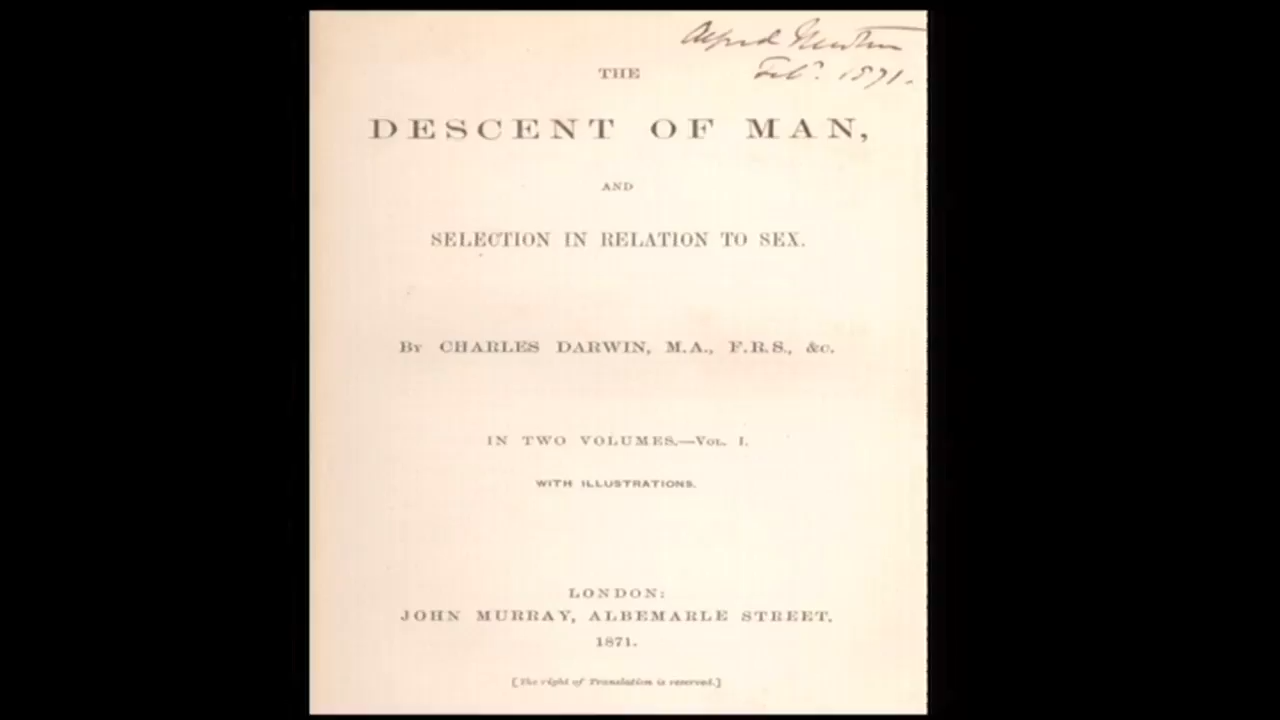 Alfred Newton
Feby. 1871.
THE
DESCENT OF MAN,
AND
SELECTION IN RELATION TO SEX.
BY CHARLES DARWIN, M.A., F.R.S., &c.
IN TWO VOLUMES.—VOL. I.
WITH ILLUSTRATIONS.
LONDON:
JOHN MURRAY, ALBEMARLE STREET.
1871.
[The right of Translation is reserved.]